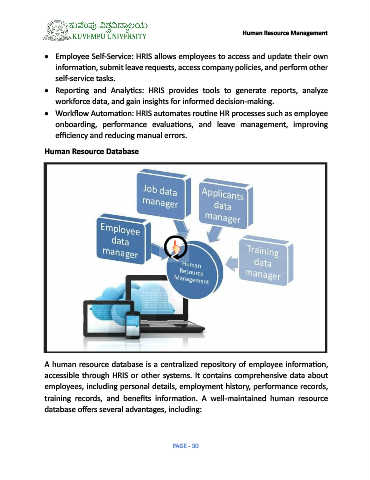 ಕುವೆಂಪು ವಿಶ್ವವಿದ್ಯಾಲಯ
KUVEMPU UNIVERSITY
Human Resource Management
• Employee Self-Service: HRIS allows employees to access and update their own
information, submit leave requests, access company policies, and perform other
self-service tasks.
• Reporting and Analytics: HRIS provides tools to generate reports, analyze
workforce data, and gain insights for informed decision-making.
• Workflow Automation: HRIS automates routine HR processes such as employee
onboarding, performance evaluations, and leave management, improving
efficiency and reducing manual errors.
Human Resource Database
Job data
manager
Applicants
data
manager
Employee
data
manager
Training
data
manager
Human
Resource
Management
A human resource database is a centralized repository of employee information,
accessible through HRIS or other systems. It contains comprehensive data about
employees, including personal details, employment history, performance records,
training records, and benefits information. A well-maintained human resource
database offers several advantages, including:
PAGE - 30